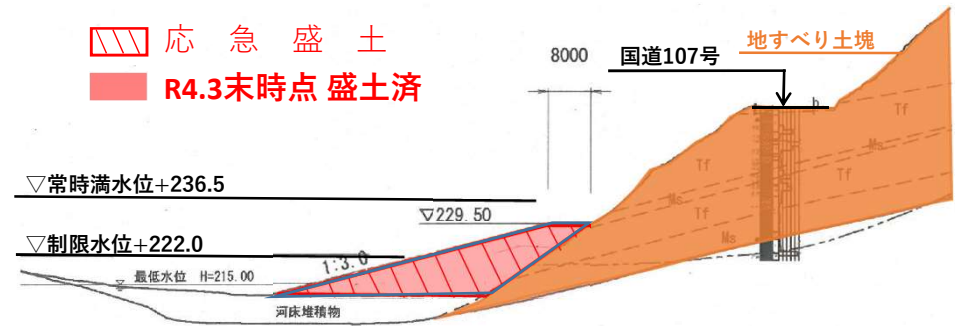 応急盛土
R4.3末時点 盛土済
8000
国道107号
地すべり土塊
▽常時満水位+236.5
▽229.50
▽制限水位+222.0
1:3.0
最低水位 H=215.00
河床堆積物
Tf
Ms
Tf
Ms
Tf
Tf
Ms